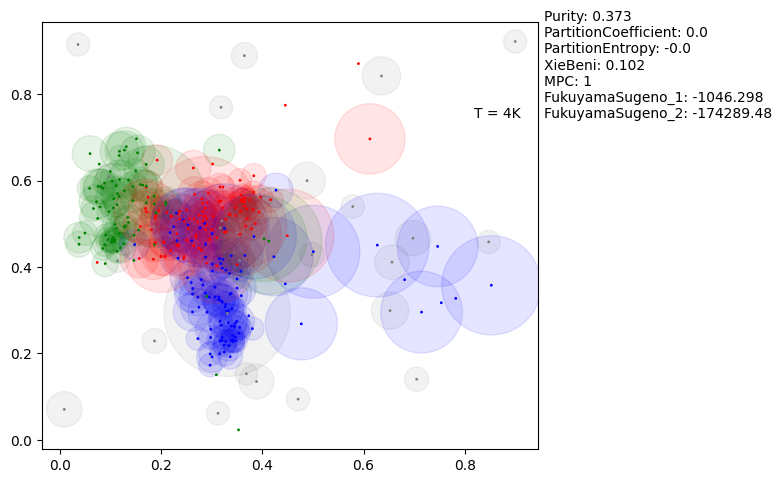 Purity: 0.373
PartitionCoefficient: 0.0
PartitionEntropy: -0.0
XieBeni: 0.102
MPC: 1
FukuyamaSugeno_1: -1046.298
FukuyamaSugeno_2: -174289.48
T = 4K
0.8
0.6
0.4
0.2
0.0
0.0 0.2 0.4 0.6 0.8